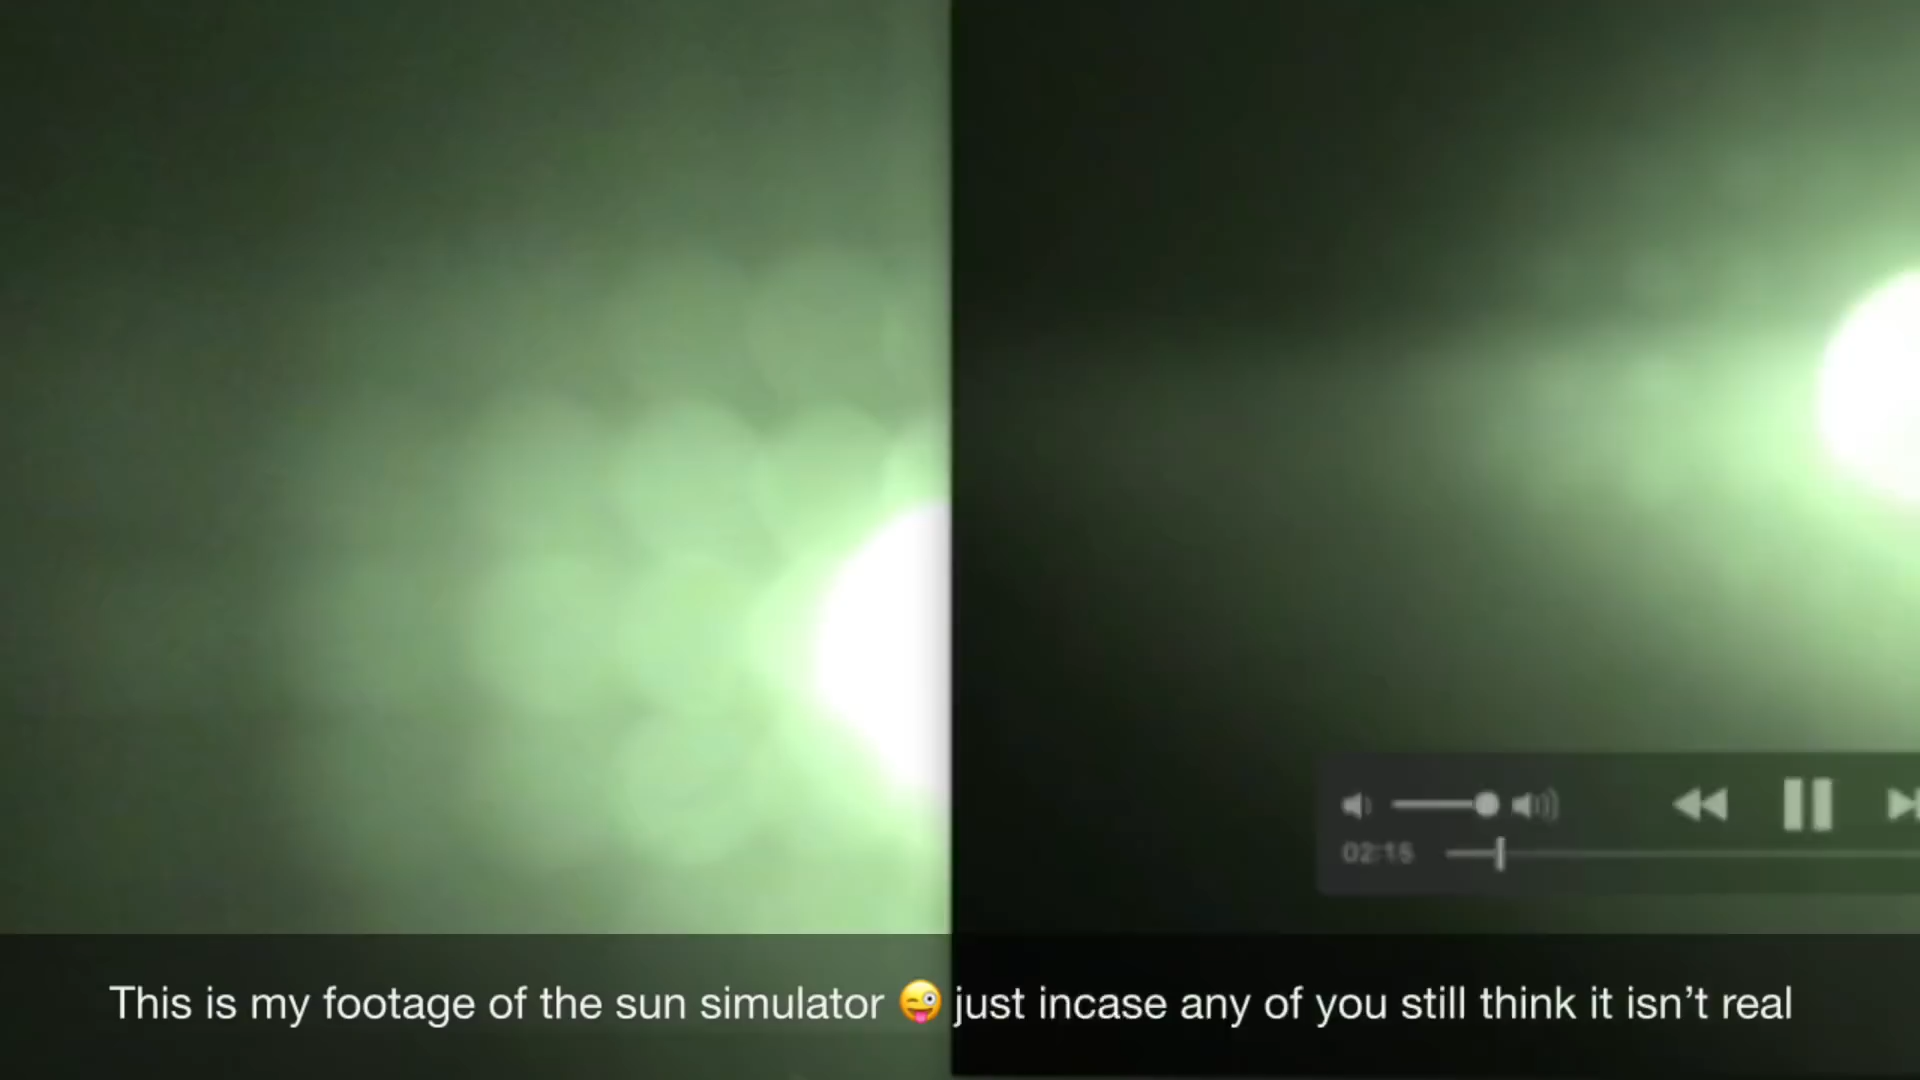 02:15
This is my footage of the sun simulator 😜 just incase any of you still think it isn’t real